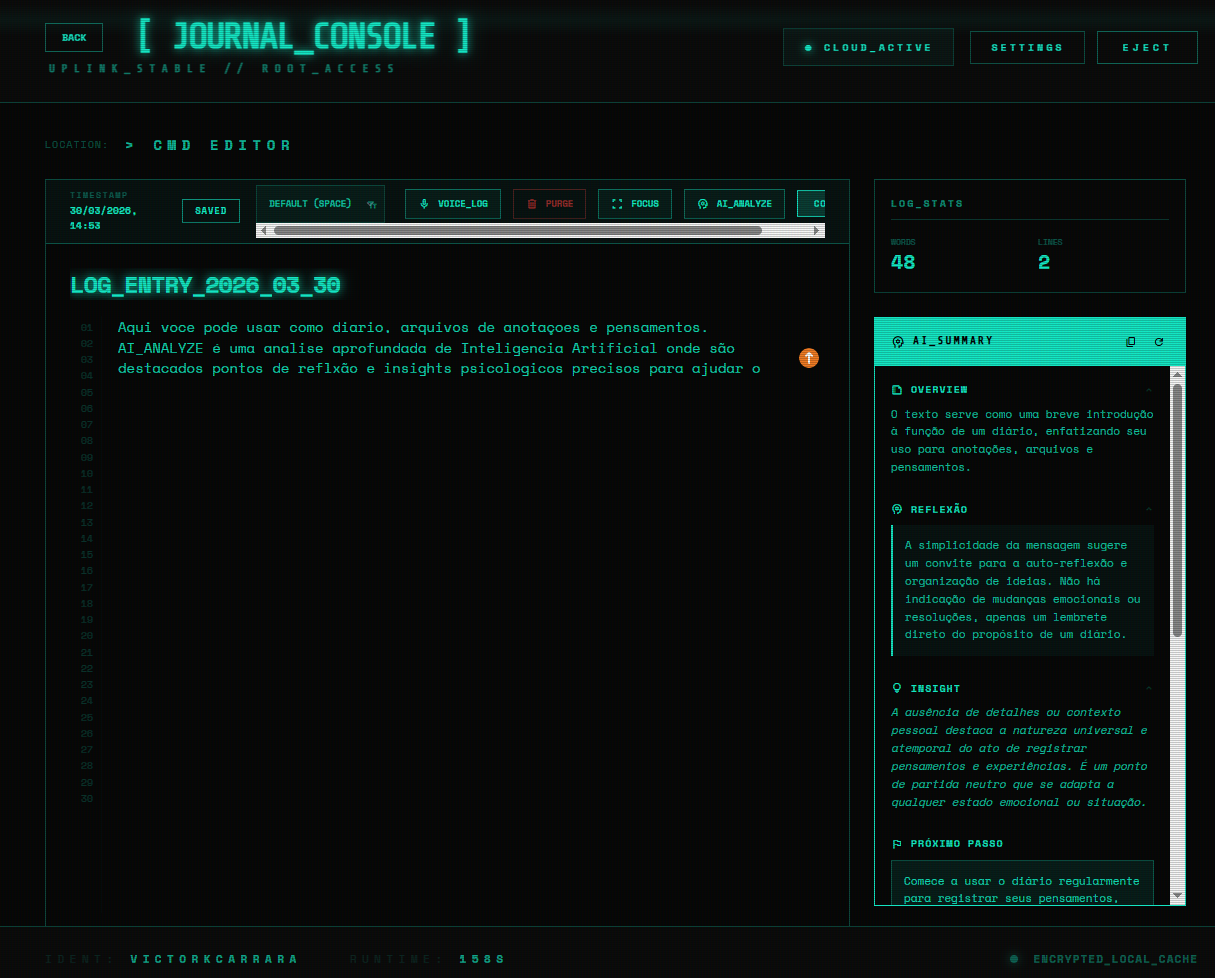 BACK
[ JOURNAL_CONSOLE ]
UPLINK_STABLE // ROOT_ACCESS
CLOUD_ACTIVE
SETTINGS
EJECT
LOCATION: > CMD EDITOR
TIMESTAMP
30/03/2026,
14:53
SAVED
DEFAULT (SPACE)
VOICE_LOG
PURGE
FOCUS
AI_ANALYZE
CO
LOG_ENTRY_2026_03_30
01
02
03
04
05
06
07
08
09
10
11
12
13
14
15
16
17
18
19
20
21
22
23
24
25
26
27
28
29
30
Aqui voce pode usar como diario, arquivos de anotaçoes e pensamentos.
AI_ANALYZE é uma analise aprofundada de Inteligencia Artificial onde são
destacados pontos de reflxão e insights psicologicos precisos para ajudar o
LOG_STATS
WORDS
48
LINES
2
AI_SUMMARY
OVERVIEW
O texto serve como uma breve introdução
à função de um diário, enfatizando seu
uso para anotações, arquivos e
pensamentos.
REFLEXÃO
A simplicidade da mensagem sugere
um convite para a auto-reflexão e
organização de ideias. Não há
indicação de mudanças emocionais ou
resoluções, apenas um lembrete
direto do propósito de um diário.
INSIGHT
A ausência de detalhes ou contexto
pessoal destaca a natureza universal e
atemporal do ato de registrar
pensamentos e experiências. É um ponto
de partida neutro que se adapta a
qualquer estado emocional ou situação.
PRÓXIMO PASSO
Comece a usar o diário regularmente
para registrar seus pensamentos,
IDENT: VICTORKCARRARA
RUNTIME: 158S
ENCRYPTED_LOCAL_CACHE